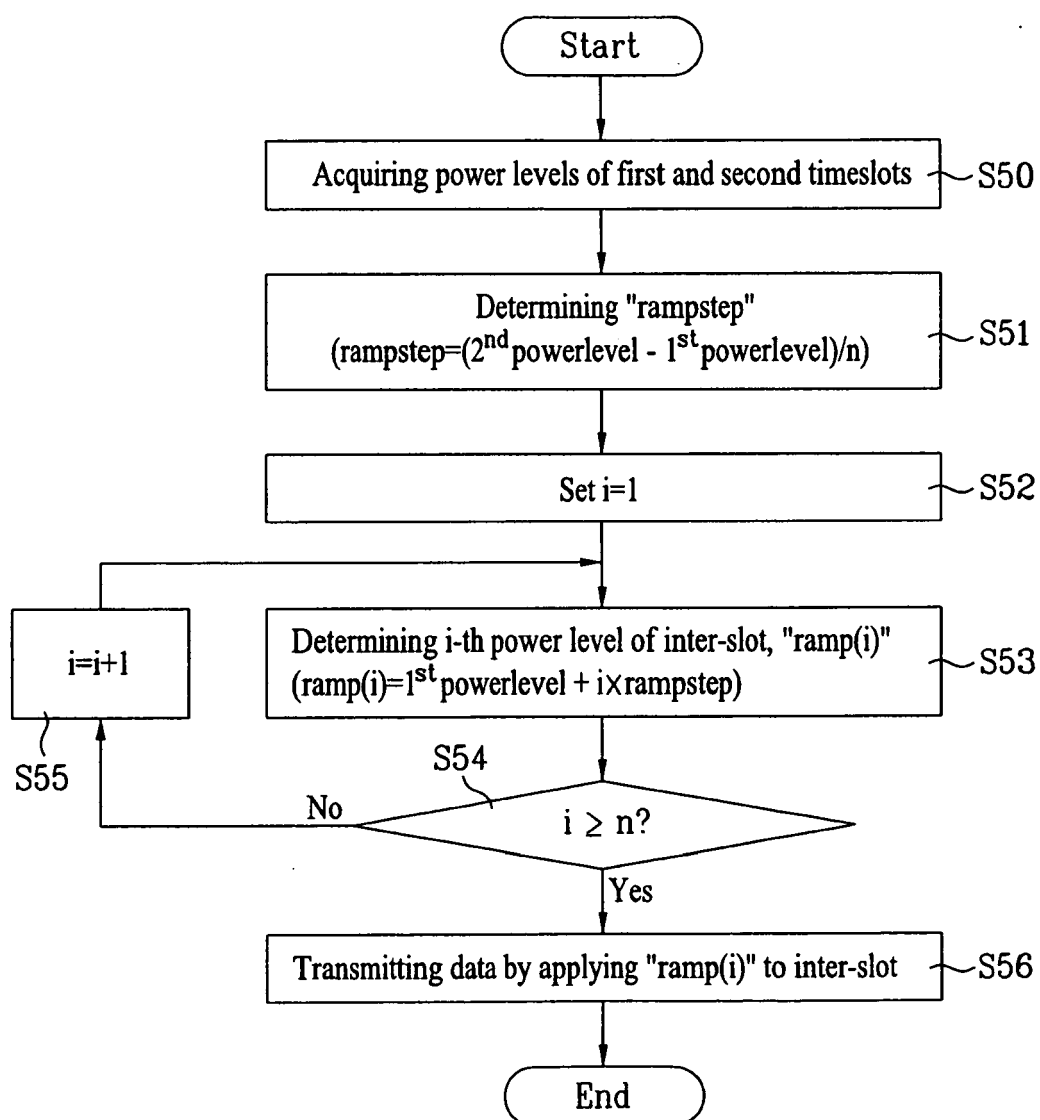 Start
Acquiring power levels of first and second timeslots
S50
Determining "rampstep"
(rampstep=(2nd powerlevel - 1st powerlevel)/n)
S51
Set i=1
S52
i=i+1
S55
Determining i-th power level of inter-slot, "ramp(i)"
(ramp(i)=1st powerlevel + i×rampstep)
S53
S54
No
i ≥ n?
Yes
Transmitting data by applying "ramp(i)" to inter-slot
S56
End